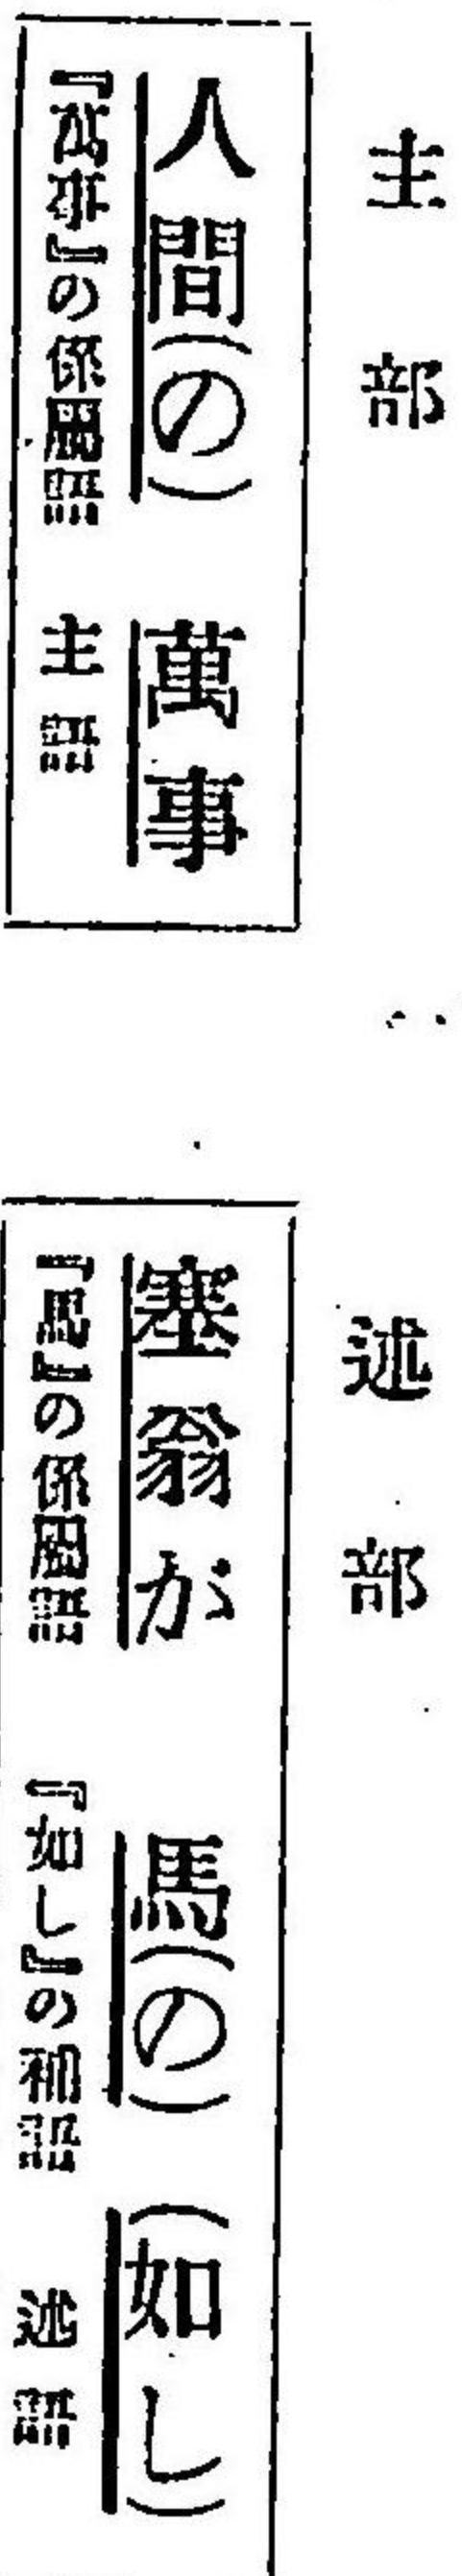 主部
人間(の) 萬事
『萬事』の係屬語 主語
述部
塞翁が 馬(の) (如し)
『馬』の係屬語 『如し』の補語 述語